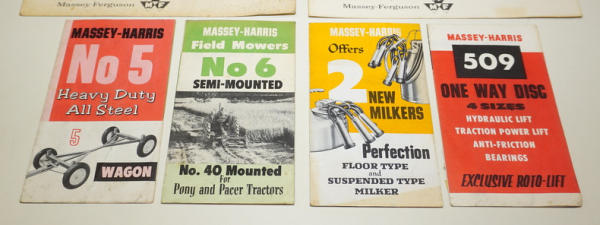 Massey-Ferguson
MF
Massey-Ferguson
MF
MASSEY-HARRIS
No 5
Heavy Duty
All Steel
5
WAGON
MASSEY-HARRIS
Field Mowers
No 6
SEMI-MOUNTED
No. 40 Mounted
For
Pony and Pacer Tractors
MASSEY-HARRIS
Offers
2
NEW
MILKERS
Perfection
FLOOR TYPE
AND
SUSPENDED TYPE
MILKER
MASSEY-HARRIS
509
ONE WAY DISC
4 SIZES
HYDRAULIC LIFT
TRACTION POWER LIFT
ANTI-FRICTION
BEARINGS
EXCLUSIVE ROTO-LIFT